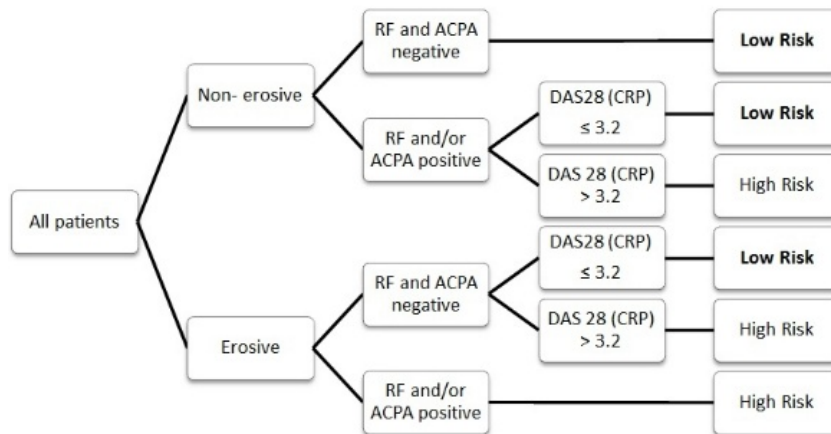 All patients
Non- erosive
RF and ACPA
negative
Low Risk
RF and/or
ACPA positive
DAS28 (CRP)
≤ 3.2
Low Risk
DAS 28 (CRP)
> 3.2
High Risk
Erosive
RF and ACPA
negative
DAS28 (CRP)
≤ 3.2
Low Risk
DAS 28 (CRP)
> 3.2
High Risk
RF and/or
ACPA positive
High Risk